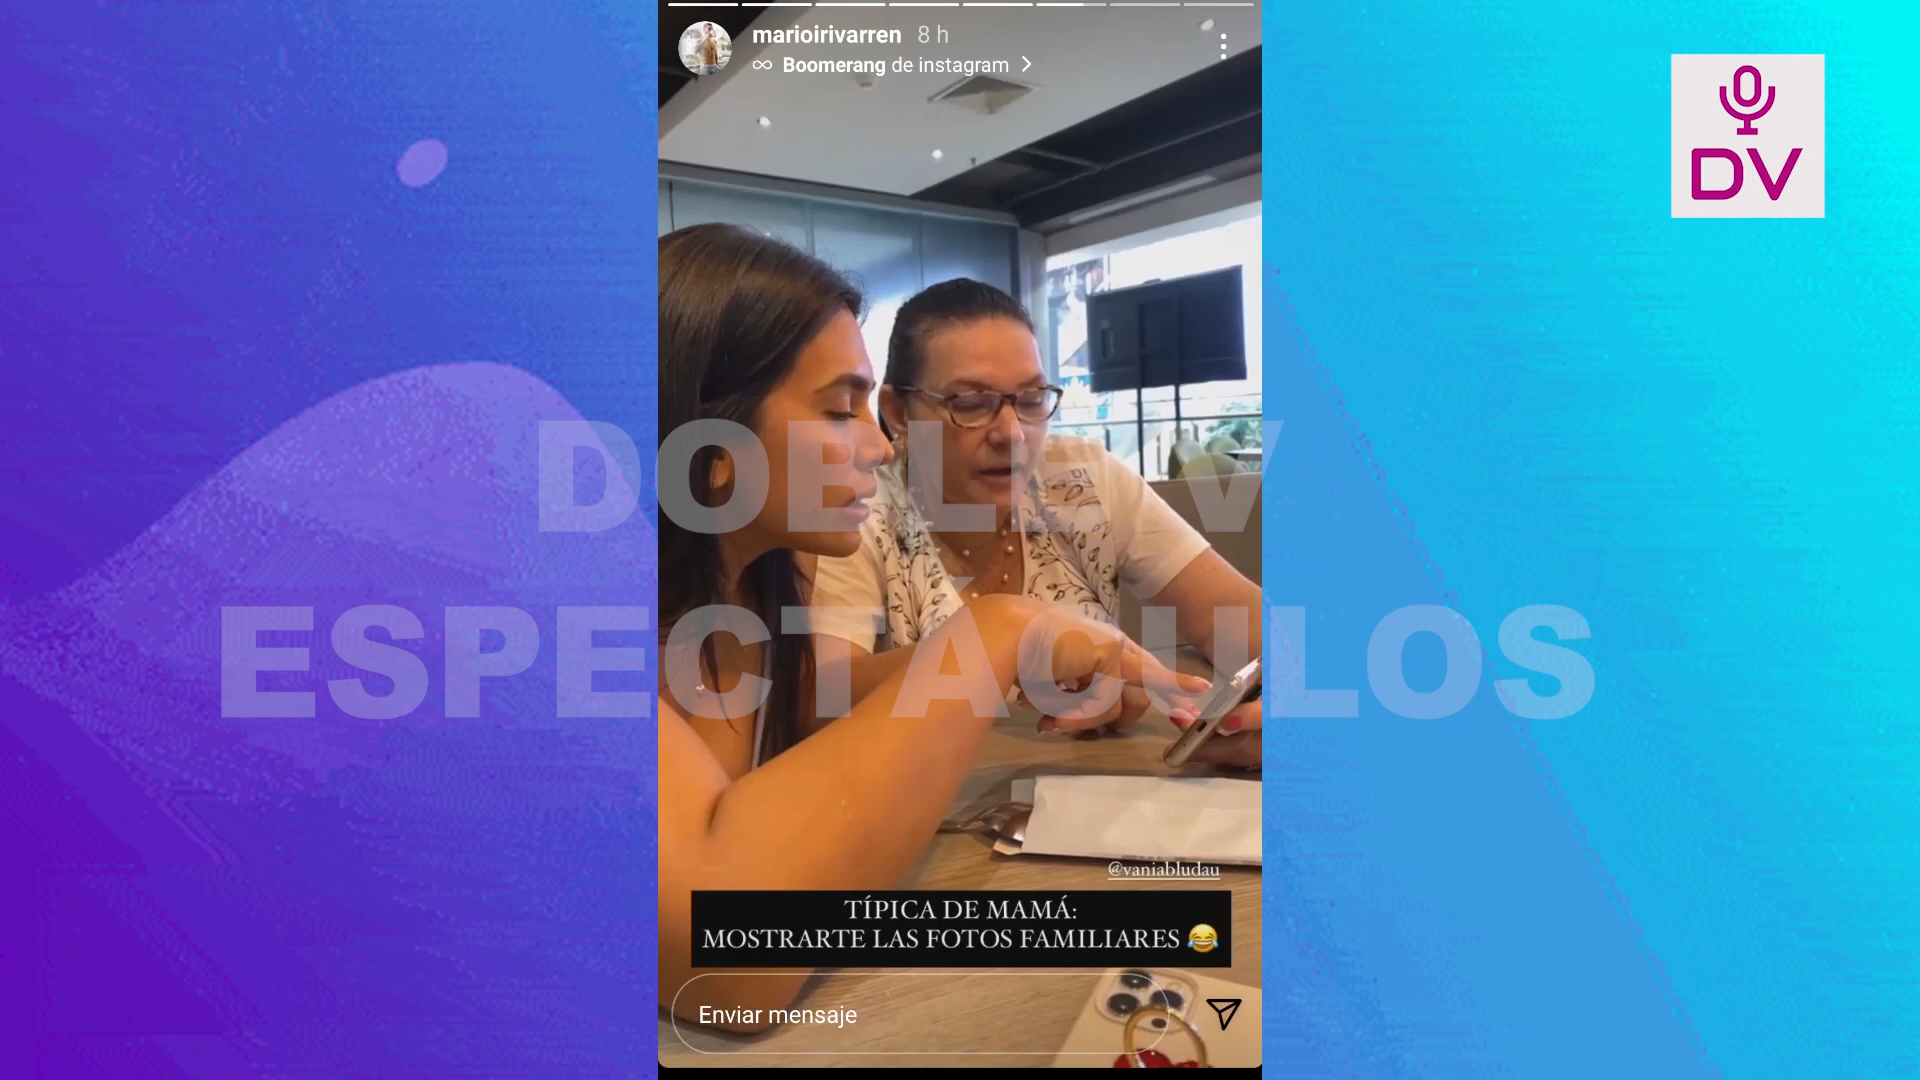 marioirivarren 8 h
Boomerang de instagram
DV
DOBLE V
ESPECTÁCULOS
@vaniabludau
TÍPICA DE MAMÁ:
MOSTRARTE LAS FOTOS FAMILIARES 😂
Enviar mensaje